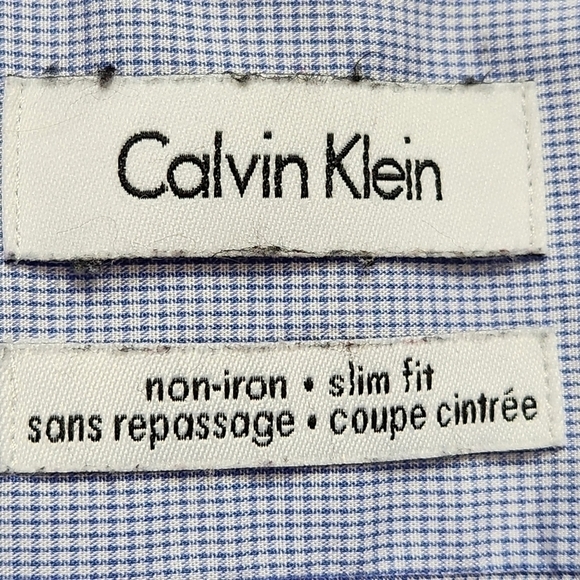 Calvin Klein
non-iron • slim fit
sans repassage • coupe cintrée